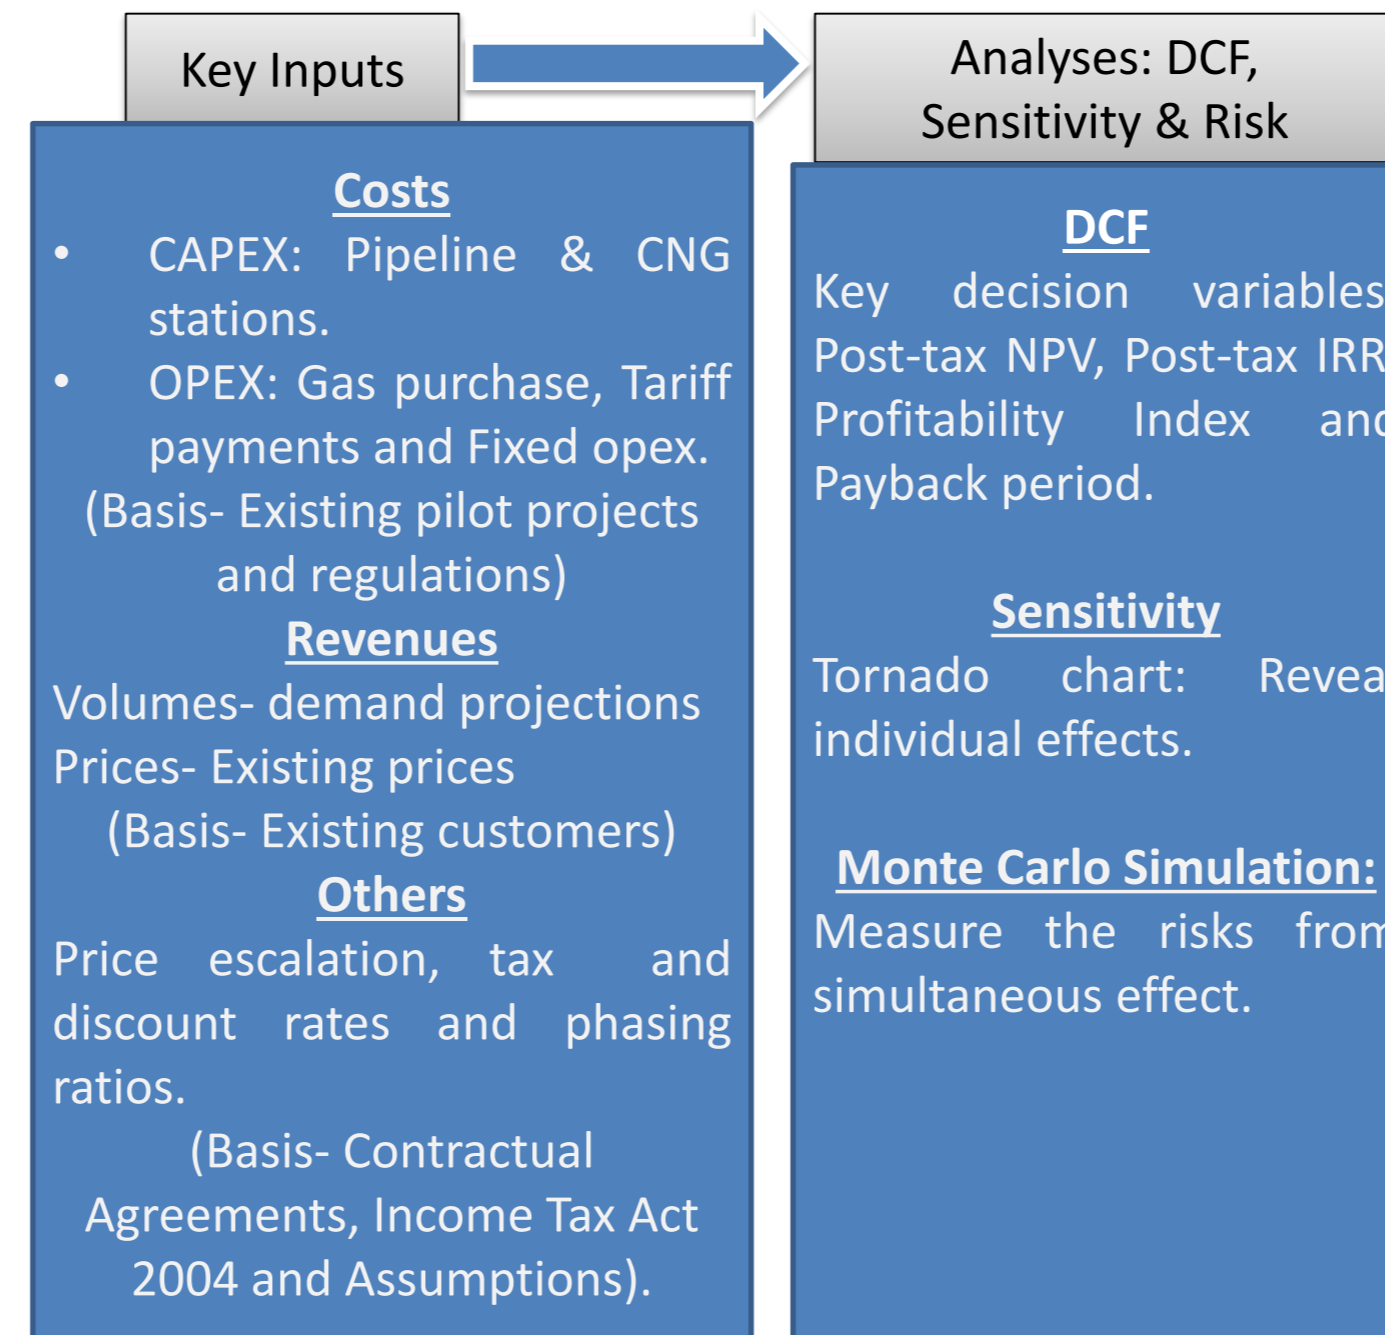 Key Inputs
Costs
• CAPEX: Pipeline & CNG
stations.
• OPEX: Gas purchase, Tariff
payments and Fixed opex.
(Basis- Existing pilot projects
and regulations)
Revenues
Volumes- demand projections
Prices- Existing prices
(Basis- Existing customers)
Others
Price escalation, tax and
discount rates and phasing
ratios.
(Basis- Contractual
Agreements, Income Tax Act
2004 and Assumptions).
Analyses: DCF,
Sensitivity & Risk
DCF
Key decision variables
Post-tax NPV, Post-tax IRR
Profitability Index
Payback period.
Sensitivity
Tornado chart:
individual effects.
Monte Carlo Simulation:
Measure the risks
simultaneous effect.